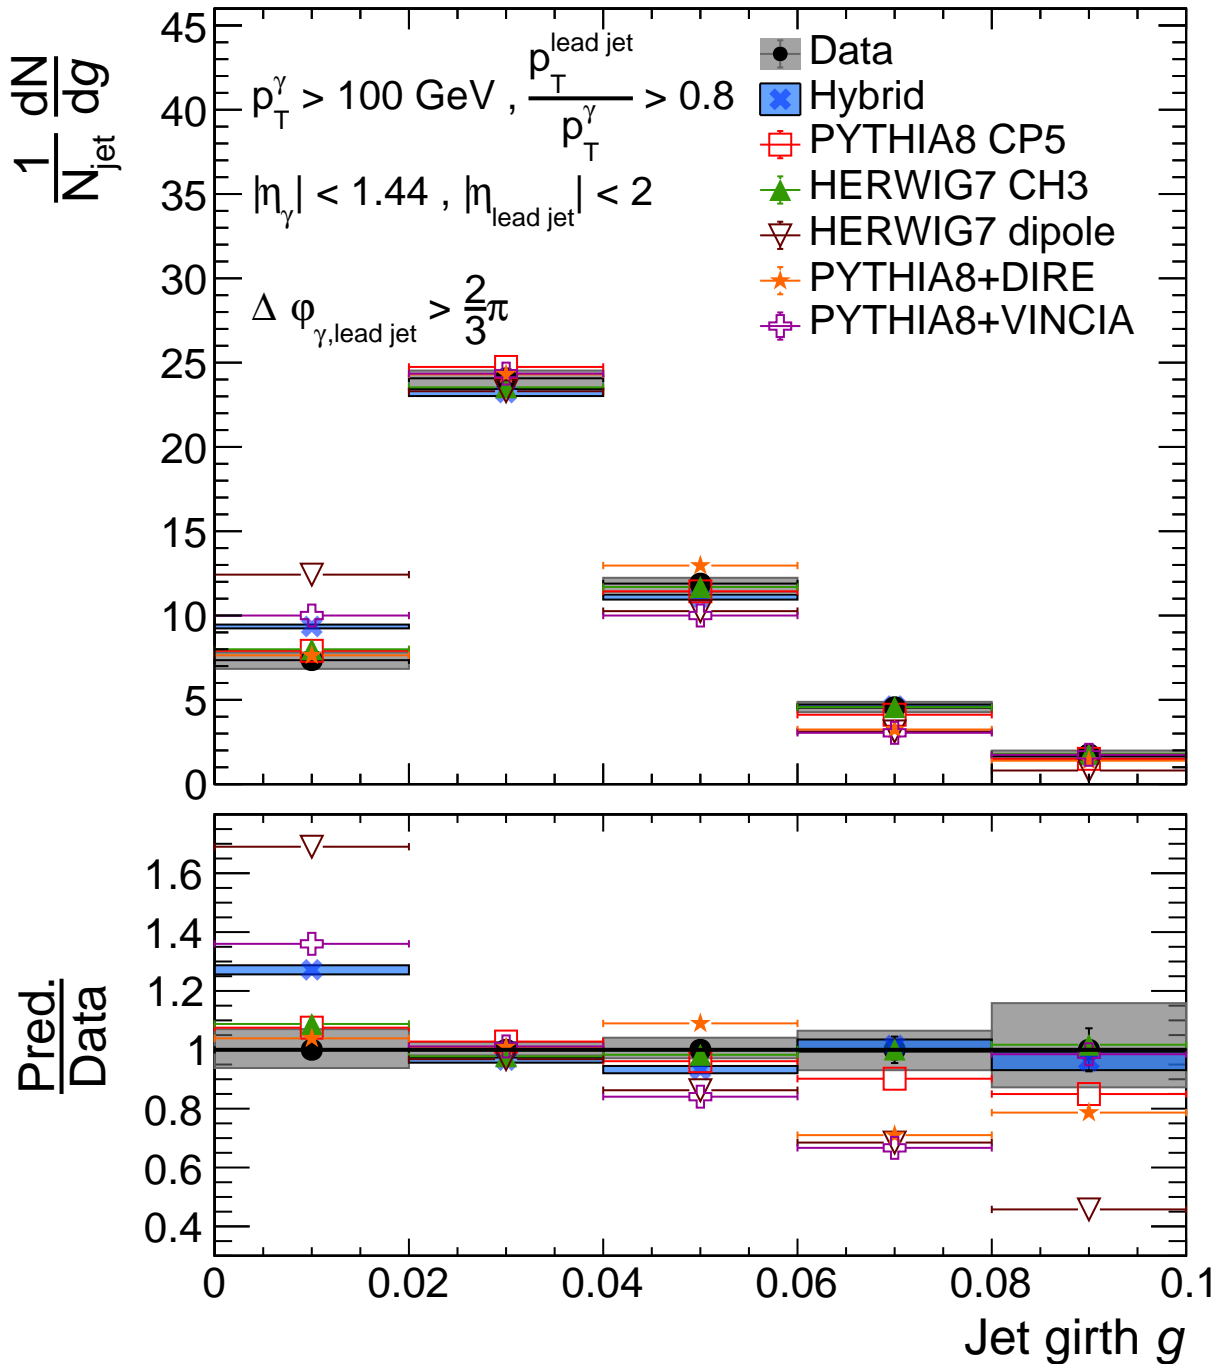 1/N_jet dN/dg
45
40
35
30
25
20
15
10
5
0
p_T^γ > 100 GeV , p_T^lead jet / p_T^γ > 0.8
|η_γ| < 1.44 , |η_lead jet| < 2
Δ φ_γ,lead jet > 2/3 π
Data
Hybrid
PYTHIA8 CP5
HERWIG7 CH3
HERWIG7 dipole
PYTHIA8+DIRE
PYTHIA8+VINCIA
Pred.
Data
1.6
1.4
1.2
1
0.8
0.6
0.4
0 0.02 0.04 0.06 0.08 0.1
Jet girth g